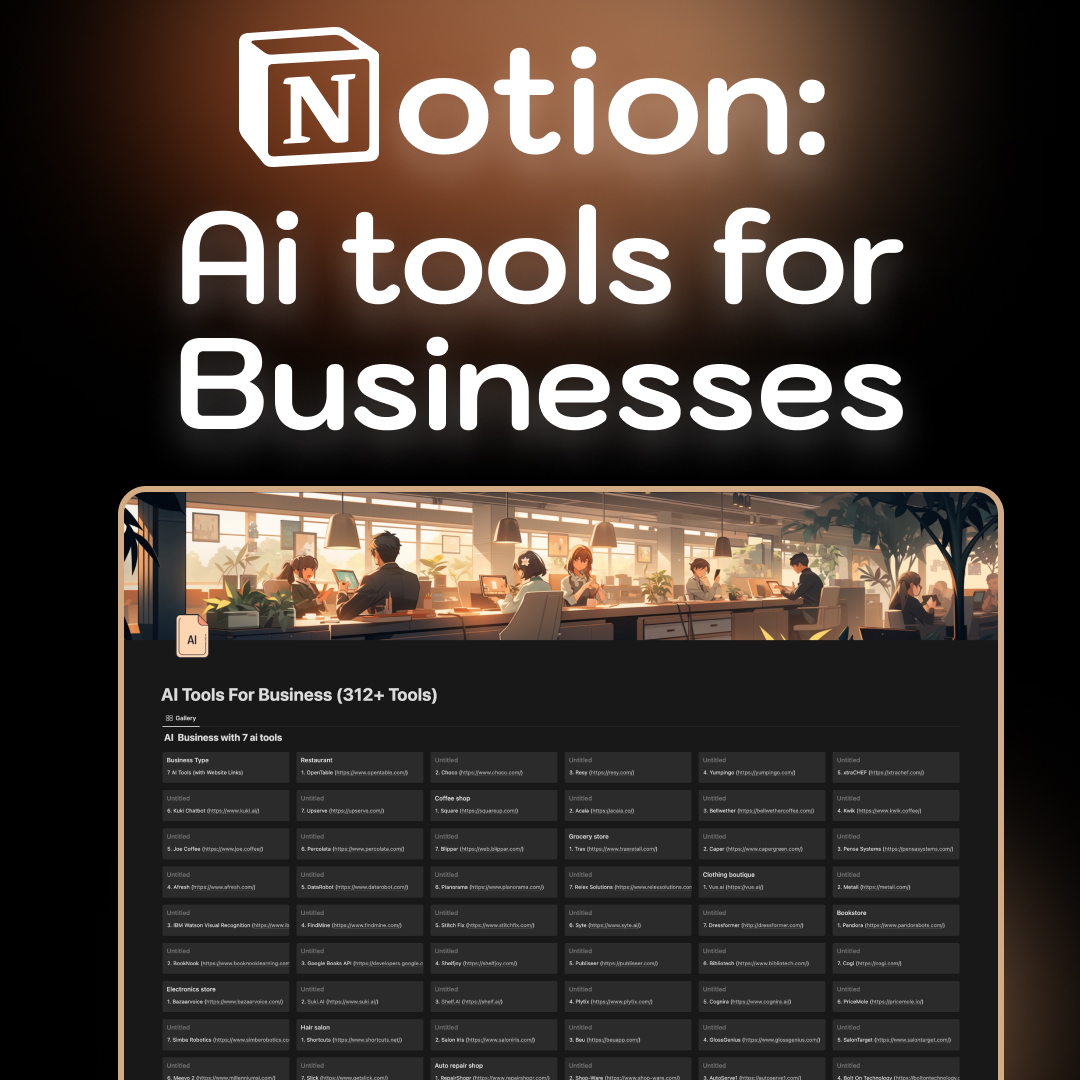 Notion:
Ai tools for
Businesses
AI
AI Tools For Business (312+ Tools)
Gallery
AI Business with 7 ai tools
Business Type
7 AI Tools (with Website Links)
Restaurant
1. OpenTable (https://www.opentable.com/)
Untitled
2. Choco (https://www.choco.com/)
Untitled
3. Resy (https://resy.com/)
Untitled
4. Yumpingo (https://yumpingo.com/)
Untitled
5. xtraCHEF (https://xtrachef.com/)
Untitled
6. Kuki Chatbot (https://www.kuki.ai/)
Untitled
7. Upserve (https://upserve.com/)
Coffee shop
1. Square (https://squareup.com/)
Untitled
2. Acaia (https://acaia.co/)
Untitled
3. Bellwether (https://bellwethercoffee.com/)
Untitled
4. Kwik (https://www.kwik.coffee/)
Untitled
5. Joe Coffee (https://www.joe.coffee/)
Untitled
6. Percolata (https://www.percolata.com/)
Untitled
7. Blippar (https://web.blippar.com/)
Grocery store
1. Trax (https://www.traxretail.com/)
Untitled
2. Caper (https://www.capergreen.com/)
Untitled
3. Pensa Systems (https://pensasystems.com/)
Untitled
4. Afresh (https://www.afresh.com/)
Untitled
5. DataRobot (https://www.datarobot.com/)
Untitled
6. Planorama (https://www.planorama.com/)
Untitled
7. Relex Solutions (https://www.relexsolutions.com
Clothing boutique
1. Vue.ai (https://vue.ai/)
Untitled
2. Metail (https://metail.com/)
Untitled
3. IBM Watson Visual Recognition (https://www.ib
Untitled
4. FindMine (https://www.findmine.com/)
Untitled
5. Stitch Fix (https://www.stitchfix.com/)
Untitled
6. Syte (https://www.syte.ai/)
Untitled
7. Dressformer (http://dressformer.com/)
Bookstore
1. Pandora (https://www.pandorabots.com/)
Untitled
2. BookNook (https://www.booknooklearning.com
Untitled
3. Google Books API (https://developers.google.c
Untitled
4. Shelfjoy (https://shelfjoy.com/)
Untitled
5. Publiseer (https://publiseer.com/)
Untitled
6. Bibliotech (https://www.bibliotech.com/)
Untitled
7. Cogi (https://cogi.com/)
Electronics store
1. Bazaarvoice (https://www.bazaarvoice.com/)
Untitled
2. Suki.AI (https://www.suki.ai/)
Untitled
3. Shelf.AI (https://shelf.ai/)
Untitled
4. Plytix (https://www.plytix.com/)
Untitled
5. Cognira (https://www.cognira.ai/)
Untitled
6. PriceMole (https://pricemole.io/)
Untitled
7. Simbe Robotics (https://www.simberobotics.co
Hair salon
1. Shortcuts (https://www.shortcuts.net/)
Untitled
2. Salon Iris (https://www.saloniris.com/)
Untitled
3. Beu (https://beuapp.com/)
Untitled
4. GlossGenius (https://www.glossgenius.com/)
Untitled
5. SalonTarget (https://www.salontarget.com/)
Untitled
6. Meevo 2 (https://www.millenniumsi.com/)
Untitled
7. Slick (https://www.getslick.com/)
Auto repair shop
1. RepairShopr (https://www.repairshopr.com/)
Untitled
2. Shop-Ware (https://www.shop-ware.com/)
Untitled
3. AutoServe1 (https://autoserve1.com/)
Untitled
4. Bolt On Technology (https://boltontechnology.c